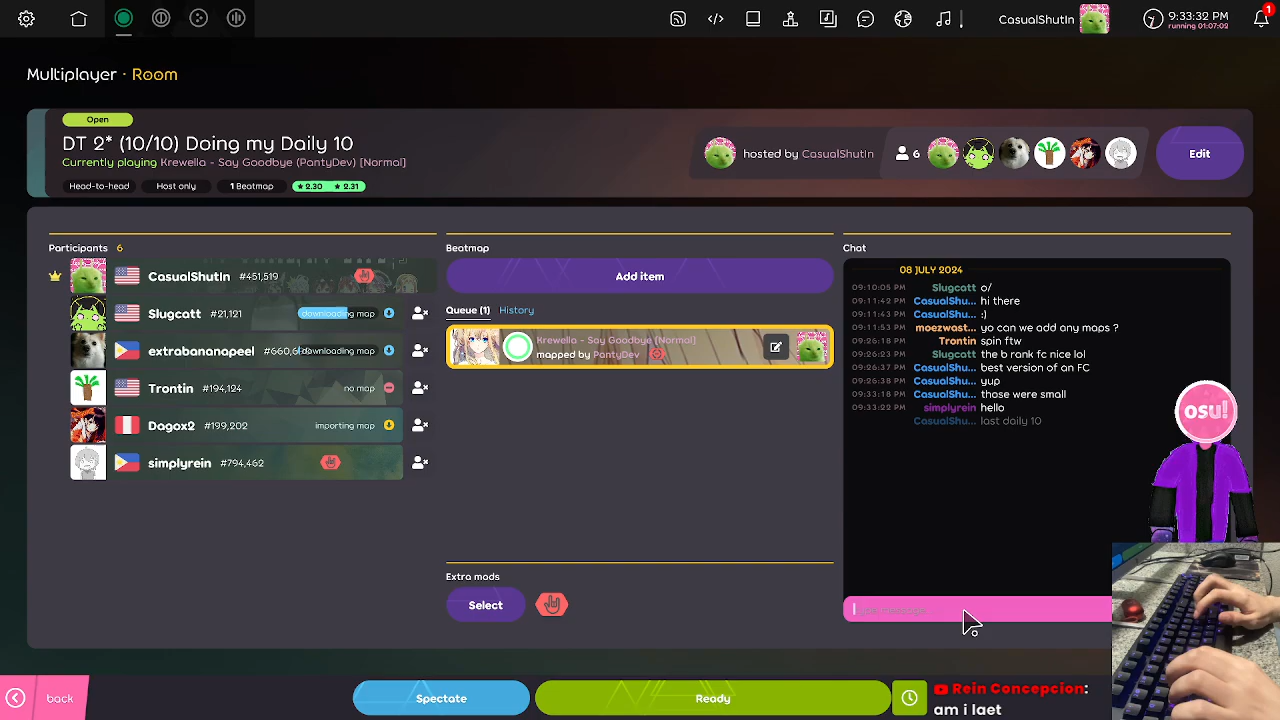 CasualShutIn
9:33:32 PM
running 01:07:02
1
Multiplayer · Room
Open
DT 2* (10/10) Doing my Daily 10
Currently playing Krewella - Say Goodbye (PantyDev) [Normal]
Head-to-head
Host only
1 Beatmap
★ 2.30 ★ 2.31
hosted by CasualShutIn
6
Edit
Participants 6
CasualShutIn #451,519
Slugcatt #21,121 downloading map
extrabananapeel downloading map
Trontin #194,124 no map
Dagox2 importing map
simplyrein #794,462
Beatmap
Add item
Queue (1) History
Krewella - Say Goodbye [Normal]
mapped by PantyDev
Extra mods
Select
Chat
08 JULY 2024
09:10:05 PM Slugcatt o/
09:11:42 PM CasualShu... hi there
09:11:43 PM CasualShu... :)
09:11:53 PM moezwast... yo can we add any maps ?
09:26:18 PM Trontin spin ftw
09:26:23 PM Slugcatt the b rank fc nice lol
09:26:37 PM CasualShu... best version of an FC
09:26:38 PM CasualShu... yup
09:33:18 PM CasualShu... those were small
09:33:22 PM simplyrein hello
CasualShu... last daily 10
osu!
type message
back
Spectate
Ready
Rein Concepcion:
am i laet